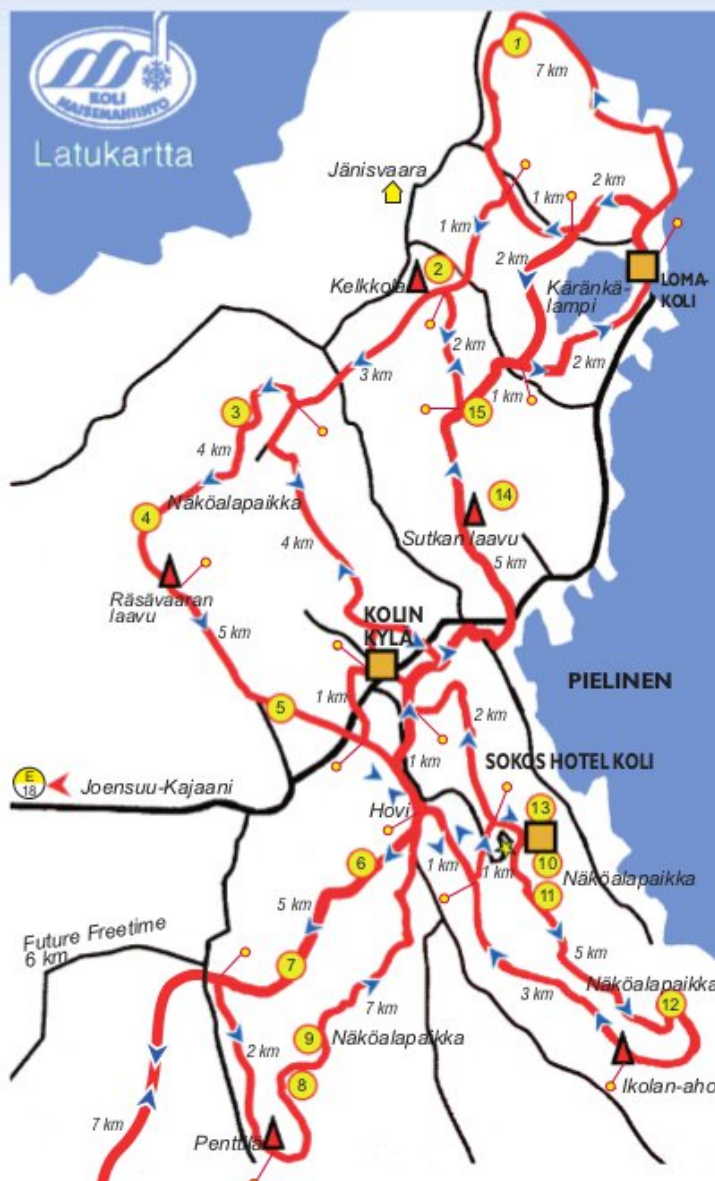 KOLI
MAISEMAHIIHTO
Latukartta
1
7 km
Jänisvaara
1 km
2 km
1 km
2 km
2
Kelkkola
Käränkä-
lampi
LOMA-
KOLI
2 km
3 km
2 km
1 km
3
15
4 km
Näköalapaikka
4
14
Sutkan laavu
4 km
5 km
Räsävaaran
laavu
5 km
KOLIN
KYLÄ
1 km
5
PIELINEN
2 km
E
18
Joensuu-Kajaani
1 km
SOKOS HOTEL KOLI
Hovi
13
6
1 km
1 km
10
Näköalapaikka
11
5 km
Future Freetime
6 km
7
5 km
3 km
Näköalapaikka
12
7 km
9
Näköalapaikka
2 km
8
Ikolan-aho
7 km
Penttilä